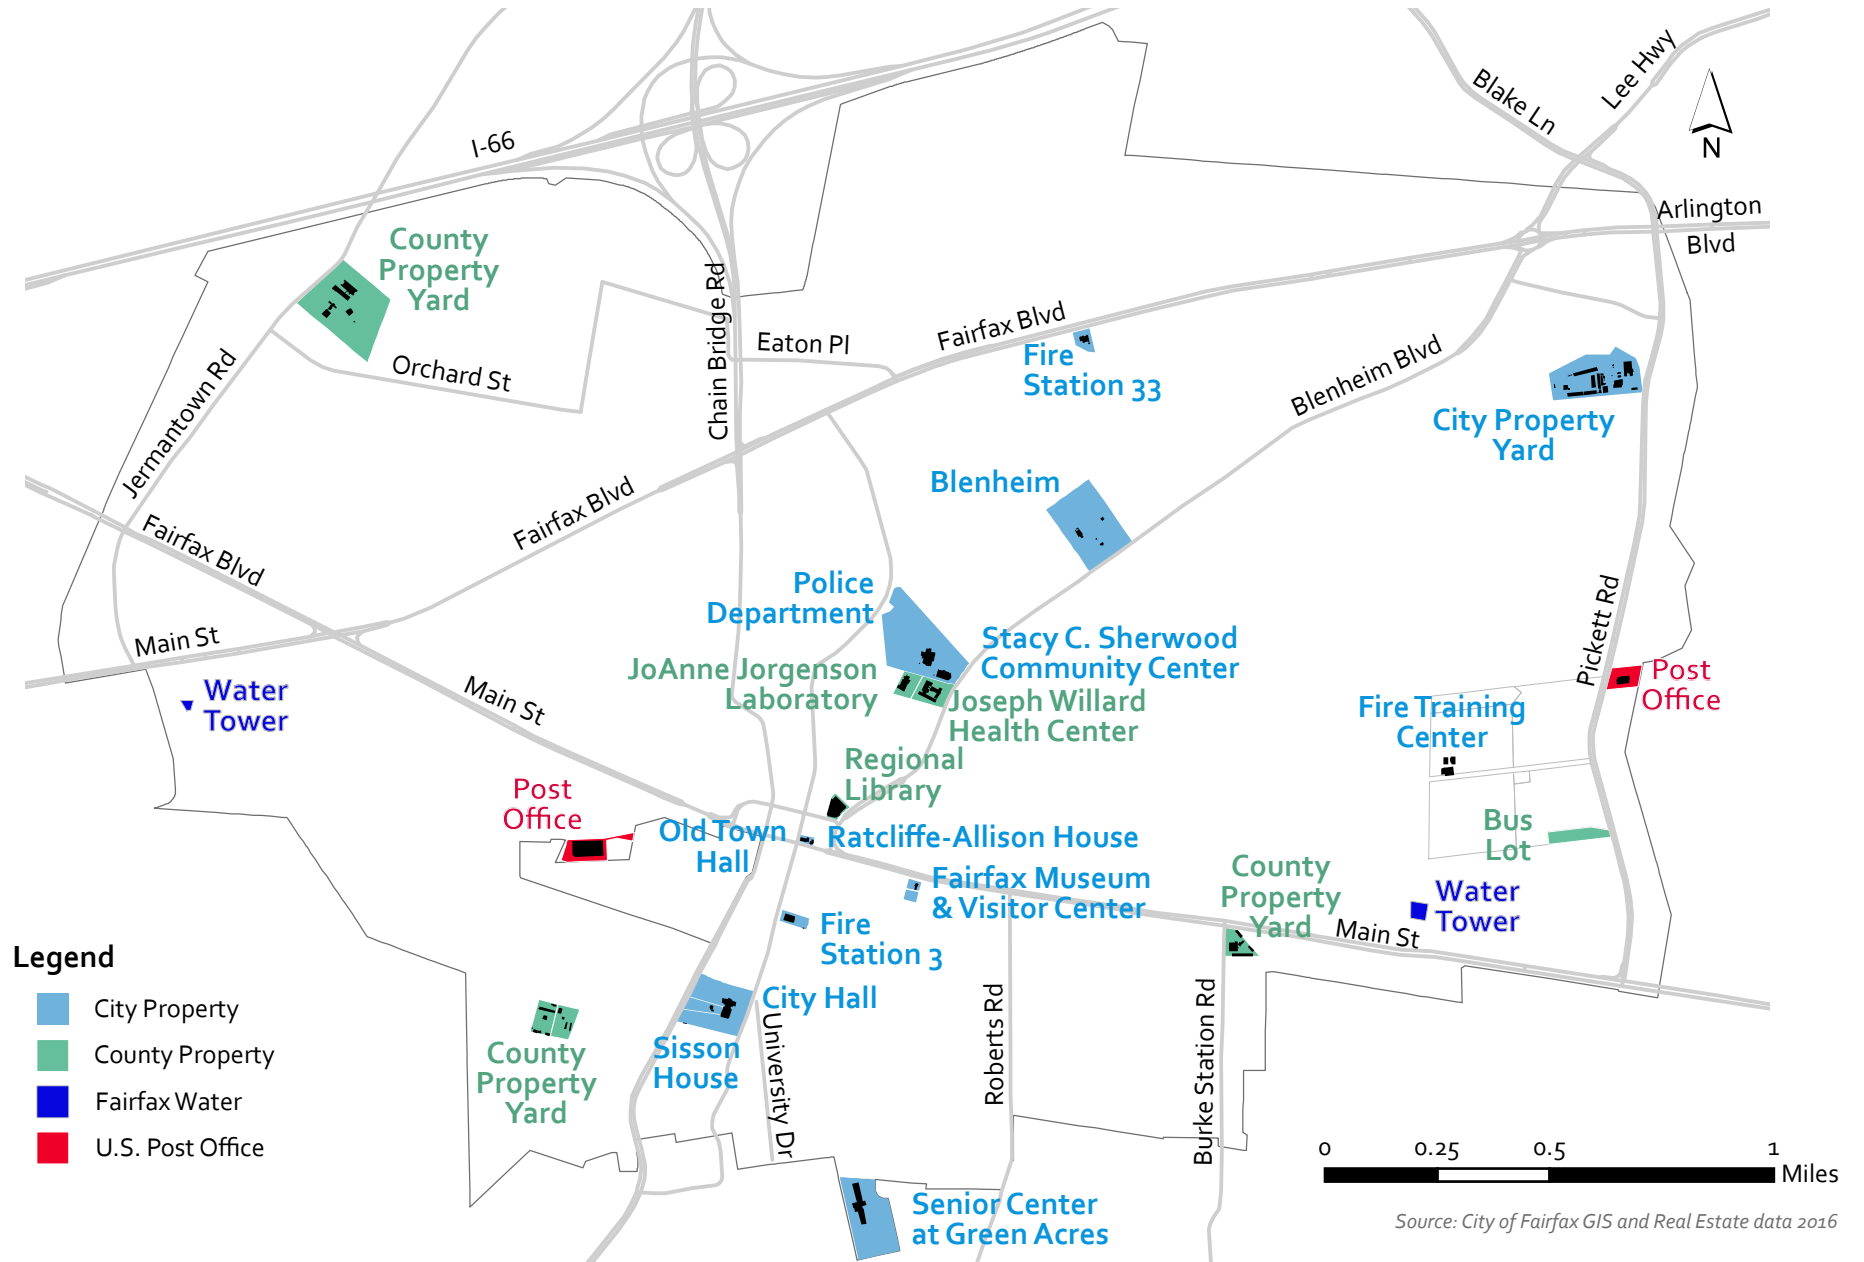 I-66
Blake Ln
Lee Hwy
N
Arlington
Blvd
County
Property
Yard
Chain Bridge Rd
Eaton Pl
Fairfax Blvd
Fire
Station 33
Orchard St
Jermantown Rd
Blenheim Blvd
City Property
Yard
Blenheim
Fairfax Blvd
Fairfax Blvd
Police
Department
Stacy C. Sherwood
Community Center
Pickett Rd
Main St
JoAnne Jorgenson
Laboratory
Joseph Willard
Health Center
Post
Office
Water
Tower
Main St
Fire Training
Center
Regional
Library
Post
Office
Old Town
Hall
Ratcliffe-Allison House
Bus
Lot
Fairfax Museum
& Visitor Center
County
Property
Yard
Water
Tower
Main St
Fire
Station 3
City Hall
Sisson
House
University Dr
Roberts Rd
Burke Station Rd
County
Property
Yard
Senior Center
at Green Acres
Legend
City Property
County Property
Fairfax Water
U.S. Post Office
0 0.25 0.5 1
Miles
Source: City of Fairfax GIS and Real Estate data 2016